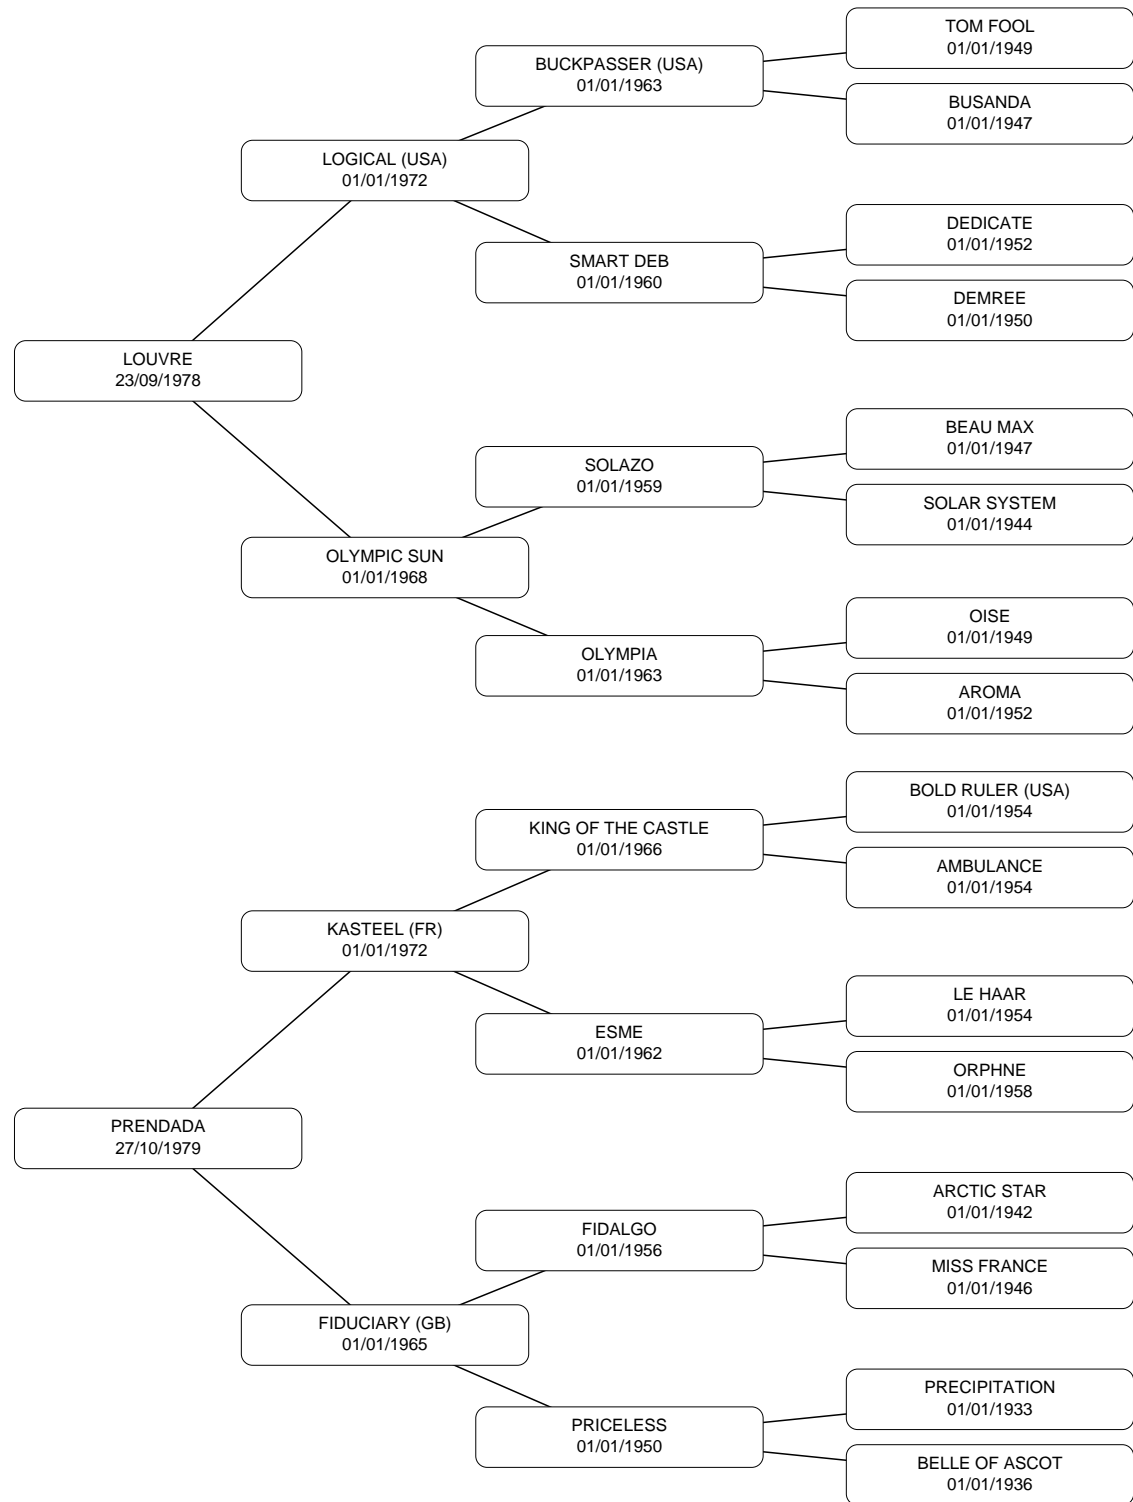 TOM FOOL
01/01/1949
BUCKPASSER (USA)
01/01/1963
BUSANDA
01/01/1947
LOGICAL (USA)
01/01/1972
DEDICATE
01/01/1952
SMART DEB
01/01/1960
DEMREE
01/01/1950
LOUVRE
23/09/1978
BEAU MAX
01/01/1947
SOLAZO
01/01/1959
SOLAR SYSTEM
01/01/1944
OLYMPIC SUN
01/01/1968
OISE
01/01/1949
OLYMPIA
01/01/1963
AROMA
01/01/1952
BOLD RULER (USA)
01/01/1954
KING OF THE CASTLE
01/01/1966
AMBULANCE
01/01/1954
KASTEEL (FR)
01/01/1972
LE HAAR
01/01/1954
ESME
01/01/1962
ORPHNE
01/01/1958
PRENDADA
27/10/1979
ARCTIC STAR
01/01/1942
FIDALGO
01/01/1956
MISS FRANCE
01/01/1946
FIDUCIARY (GB)
01/01/1965
PRECIPITATION
01/01/1933
PRICELESS
01/01/1950
BELLE OF ASCOT
01/01/1936